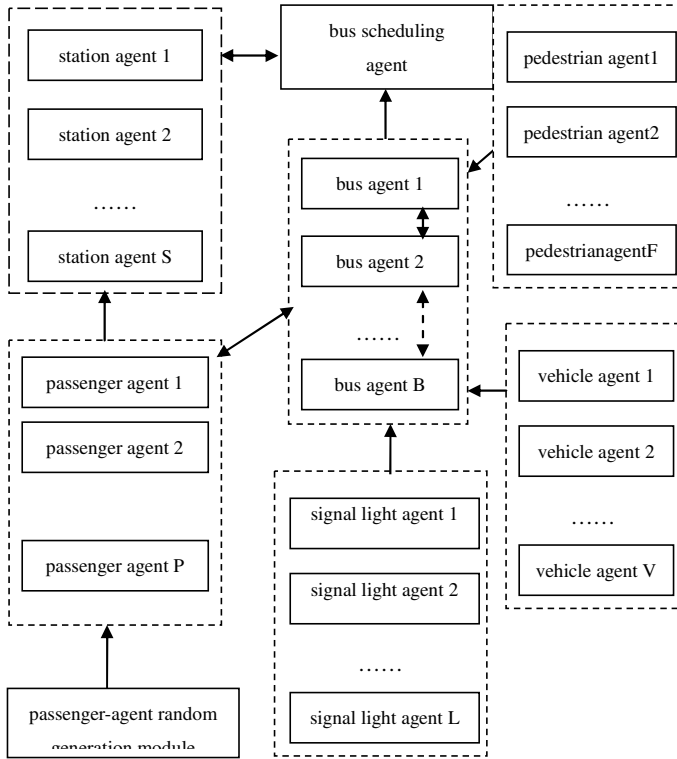 station agent 1
station agent 2
……
station agent S
bus scheduling
agent
pedestrian agent1
pedestrian agent2
……
pedestrianagentF
bus agent 1
bus agent 2
……
bus agent B
passenger agent 1
passenger agent 2
passenger agent P
vehicle agent 1
vehicle agent 2
……
vehicle agent V
signal light agent 1
signal light agent 2
……
signal light agent L
passenger-agent random
generation module